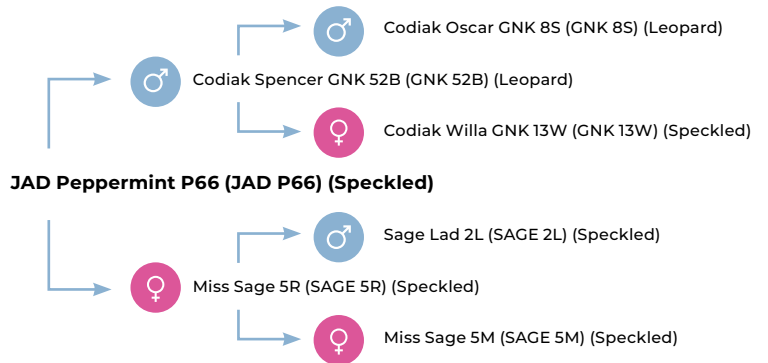 Codiak Oscar GNK 8S (GNK 8S) (Leopard)
Codiak Spencer GNK 52B (GNK 52B) (Leopard)
Codiak Willa GNK 13W (GNK 13W) (Speckled)
JAD Peppermint P66 (JAD P66) (Speckled)
Sage Lad 2L (SAGE 2L) (Speckled)
Miss Sage 5R (SAGE 5R) (Speckled)
Miss Sage 5M (SAGE 5M) (Speckled)